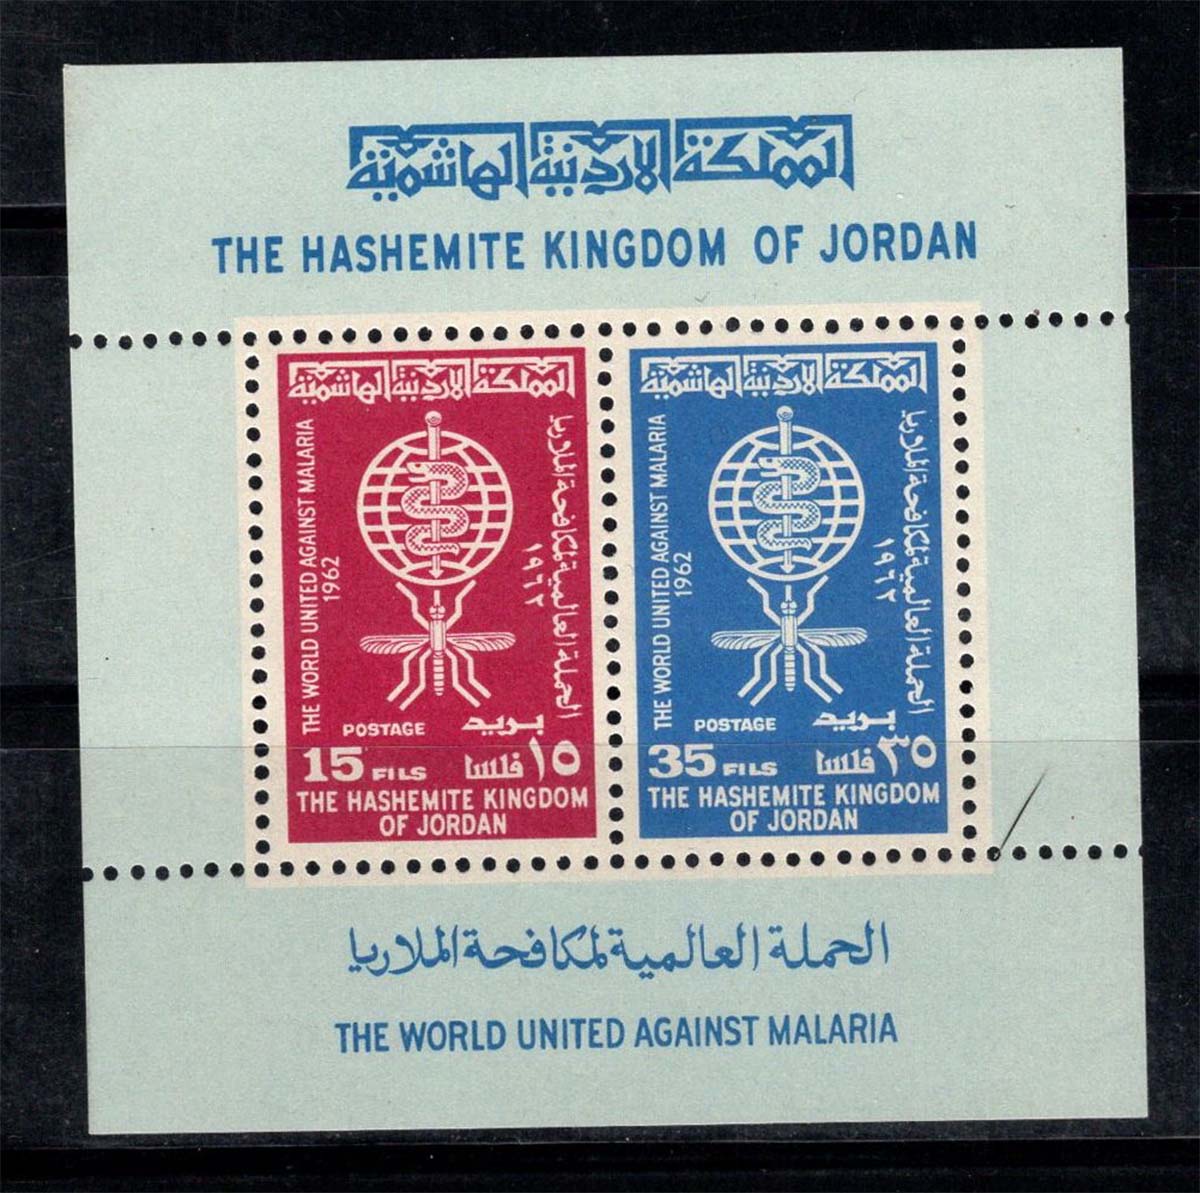 المملكة الاردنية الهاشمية
THE HASHEMITE KINGDOM OF JORDAN
المملكة الاردنية الهاشمية
THE WORLD UNITED AGAINST MALARIA
1962
الحملة العالمية لمكافحة الملاريا
١٩٦٢
POSTAGE بريد
15 FILS ١٥ فلسا
THE HASHEMITE KINGDOM
OF JORDAN
المملكة الاردنية الهاشمية
THE WORLD UNITED AGAINST MALARIA
1962
الحملة العالمية لمكافحة الملاريا
١٩٦٢
POSTAGE بريد
35 FILS ٣٥ فلسا
THE HASHEMITE KINGDOM
OF JORDAN
الحملة العالمية لمكافحة الملاريا
THE WORLD UNITED AGAINST MALARIA